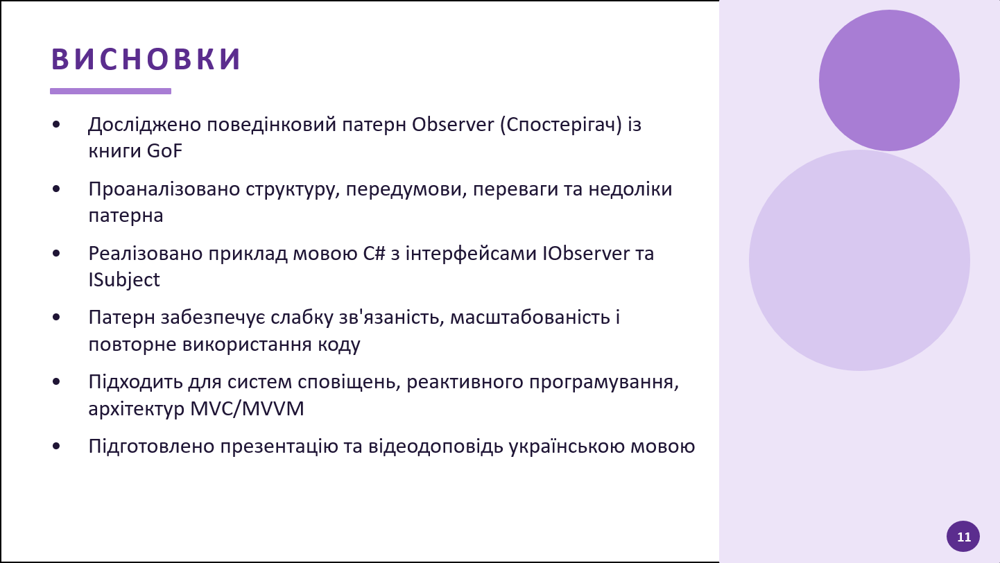 ВИСНОВКИ
• Досліджено поведінковий патерн Observer (Спостерігач) із
книги GoF
• Проаналізовано структуру, передумови, переваги та недоліки
патерна
• Реалізовано приклад мовою C# з інтерфейсами IObserver та
ISubject
• Патерн забезпечує слабку зв'язаність, масштабованість і
повторне використання коду
• Підходить для систем сповіщень, реактивного програмування,
архітектур MVC/MVVM
• Підготовлено презентацію та відеодоповідь українською мовою
11